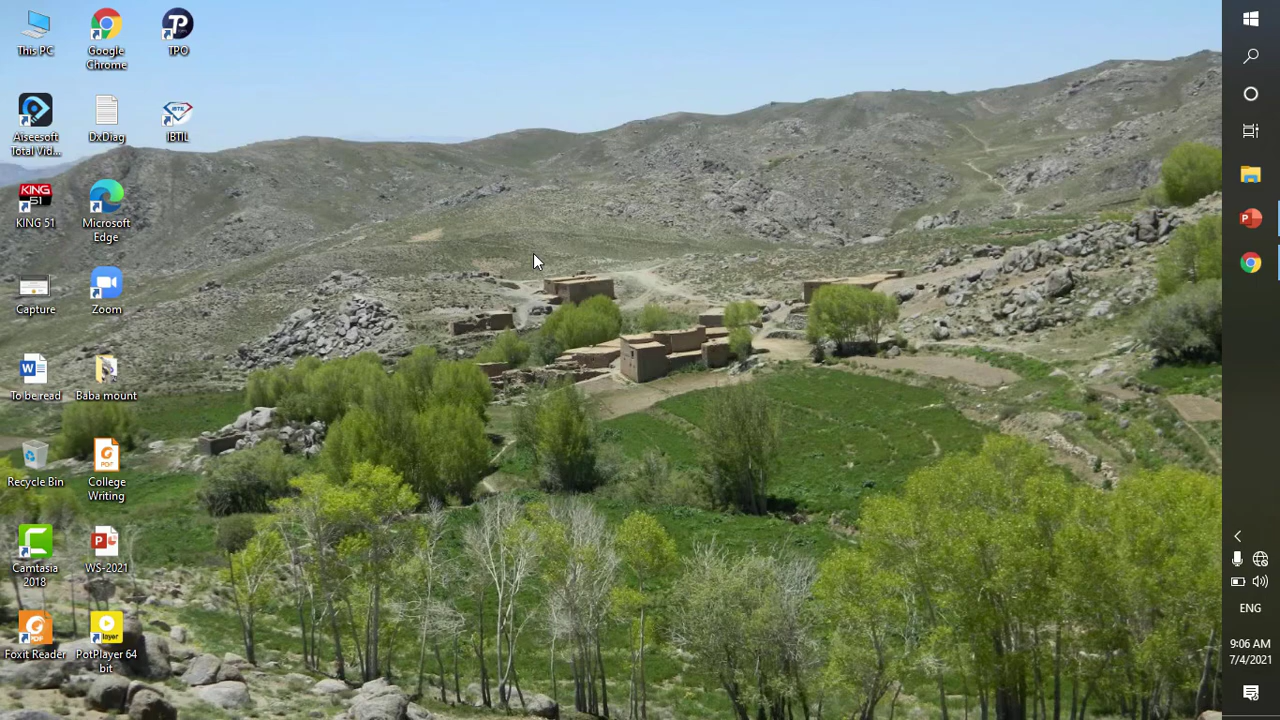 This PC
Google
Chrome
TPO
Aiseesoft
Total Vid...
DxDiag
IBTIL
KING 51
Microsoft
Edge
Capture
Zoom
To be read
Baba mount
Recycle Bin
College
Writing
Camtasia
2018
WS-2021
Foxit Reader
PotPlayer 64
bit
ENG
9:06 AM
7/4/2021